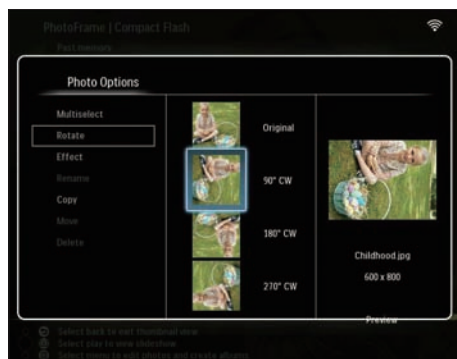 PhotoFrame | Compact Flash
Past memory
Photo Options
Multiselect
Rotate
Effect
Rename
Copy
Move
Delete
Original
90° CW
180° CW
270° CW
Childhood.jpg
600 x 800
Preview
Select back to exit thumbnail view
Select play to view slideshow
Select menu to edit photos and create albums